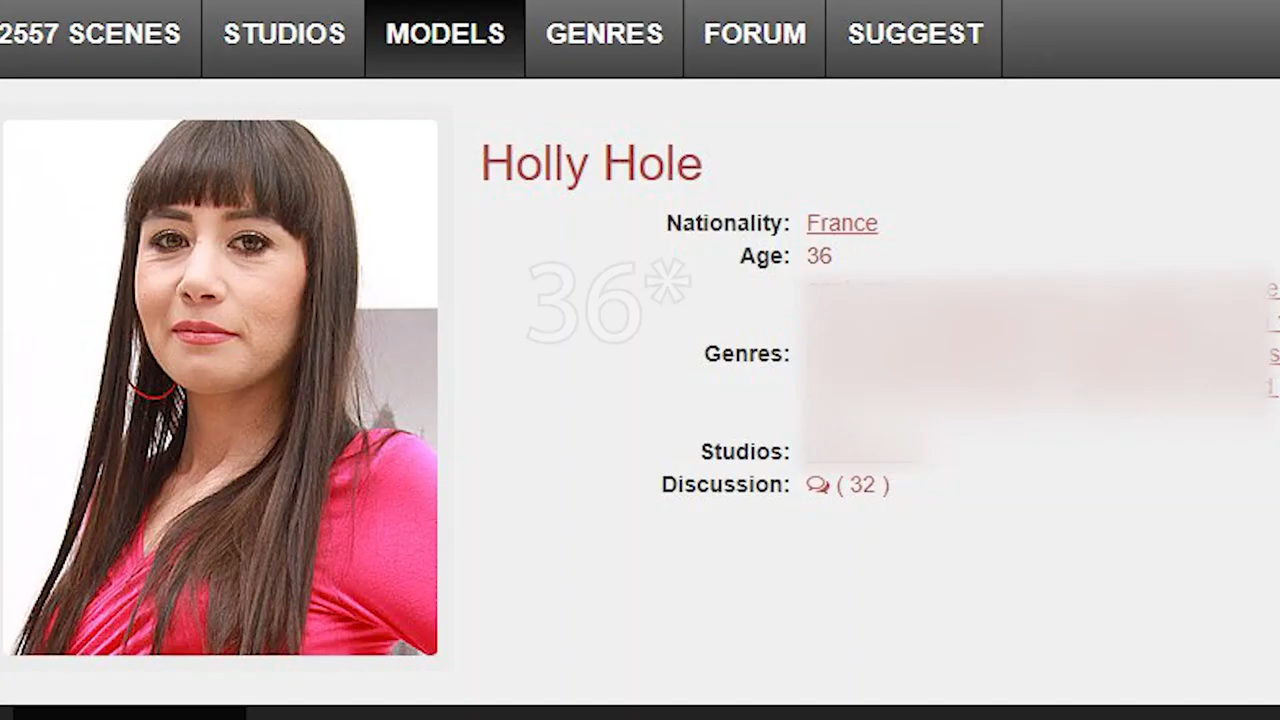 2557 SCENES STUDIOS MODELS GENRES FORUM SUGGEST
Holly Hole
Nationality: France
Age: 36
36*
Genres:
Studios:
Discussion: ( 32 )